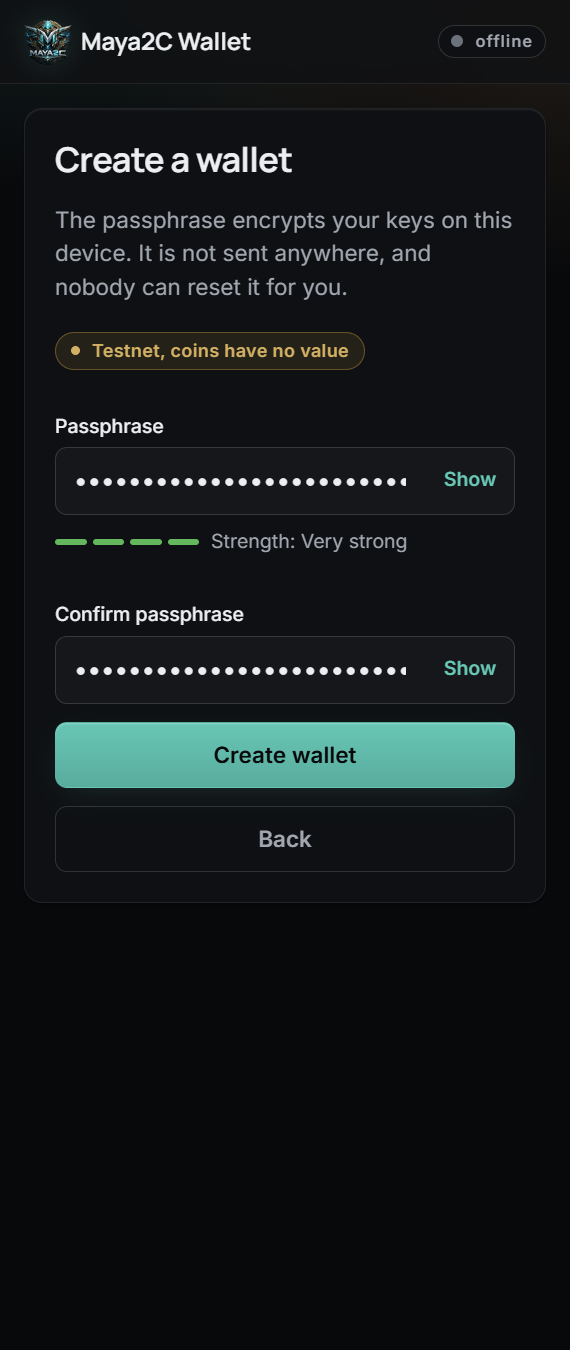 MAYA2C
Maya2C Wallet
offline
Create a wallet
The passphrase encrypts your keys on this
device. It is not sent anywhere, and
nobody can reset it for you.
Testnet, coins have no value
Passphrase
Show
Strength: Very strong
Confirm passphrase
Show
Create wallet
Back